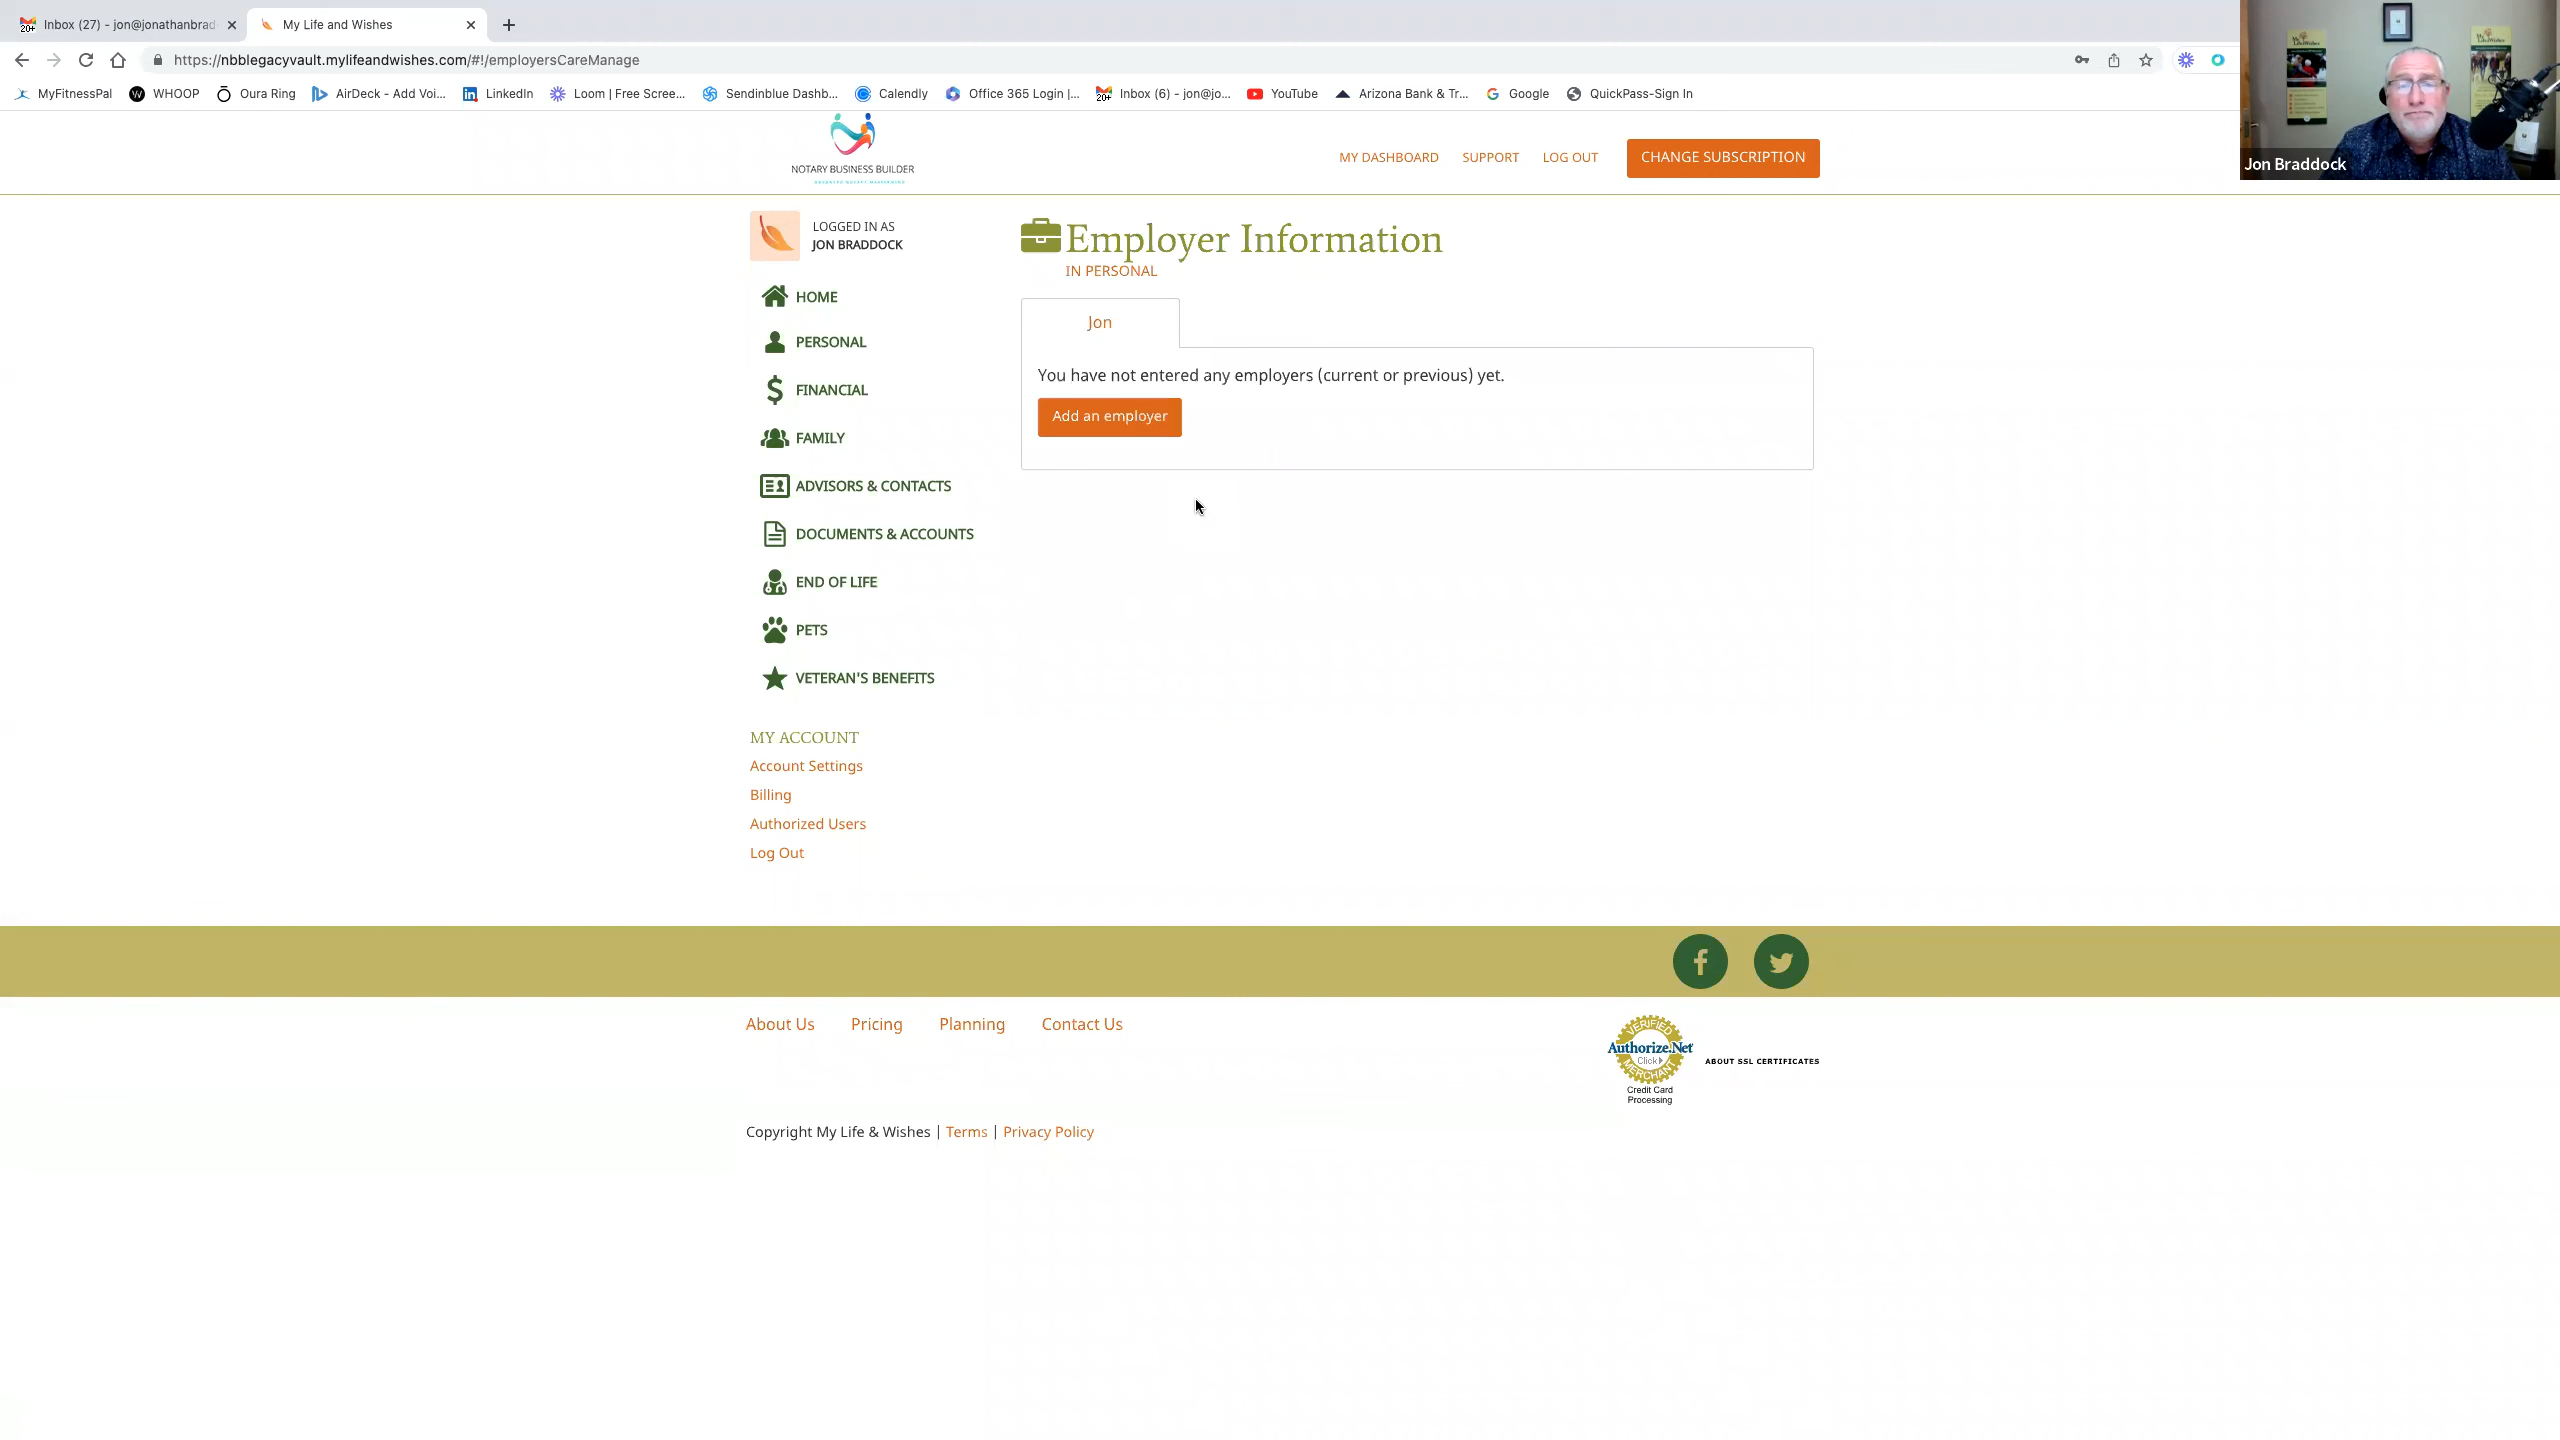 Inbox (27) - jon@jonathanbrad
My Life and Wishes
https://nbblegacyvault.mylifeandwishes.com/#!/employersCareManage
MyFitnessPal WHOOP Oura Ring AirDeck - Add Voi... LinkedIn Loom | Free Scree... Sendinblue Dashb... Calendly Office 365 Login |... Inbox (6) - jon@jo... YouTube Arizona Bank & Tr... Google QuickPass-Sign In
Jon Braddock
NOTARY BUSINESS BUILDER
MY DASHBOARD SUPPORT LOG OUT CHANGE SUBSCRIPTION
LOGGED IN AS
JON BRADDOCK
HOME
PERSONAL
FINANCIAL
FAMILY
ADVISORS & CONTACTS
DOCUMENTS & ACCOUNTS
END OF LIFE
PETS
VETERAN'S BENEFITS
MY ACCOUNT
Account Settings
Billing
Authorized Users
Log Out
Employer Information
IN PERSONAL
Jon
You have not entered any employers (current or previous) yet.
Add an employer
About Us Pricing Planning Contact Us
VERIFIED
Authorize.Net
Click
MERCHANT
Credit Card
Processing
ABOUT SSL CERTIFICATES
Copyright My Life & Wishes | Terms | Privacy Policy